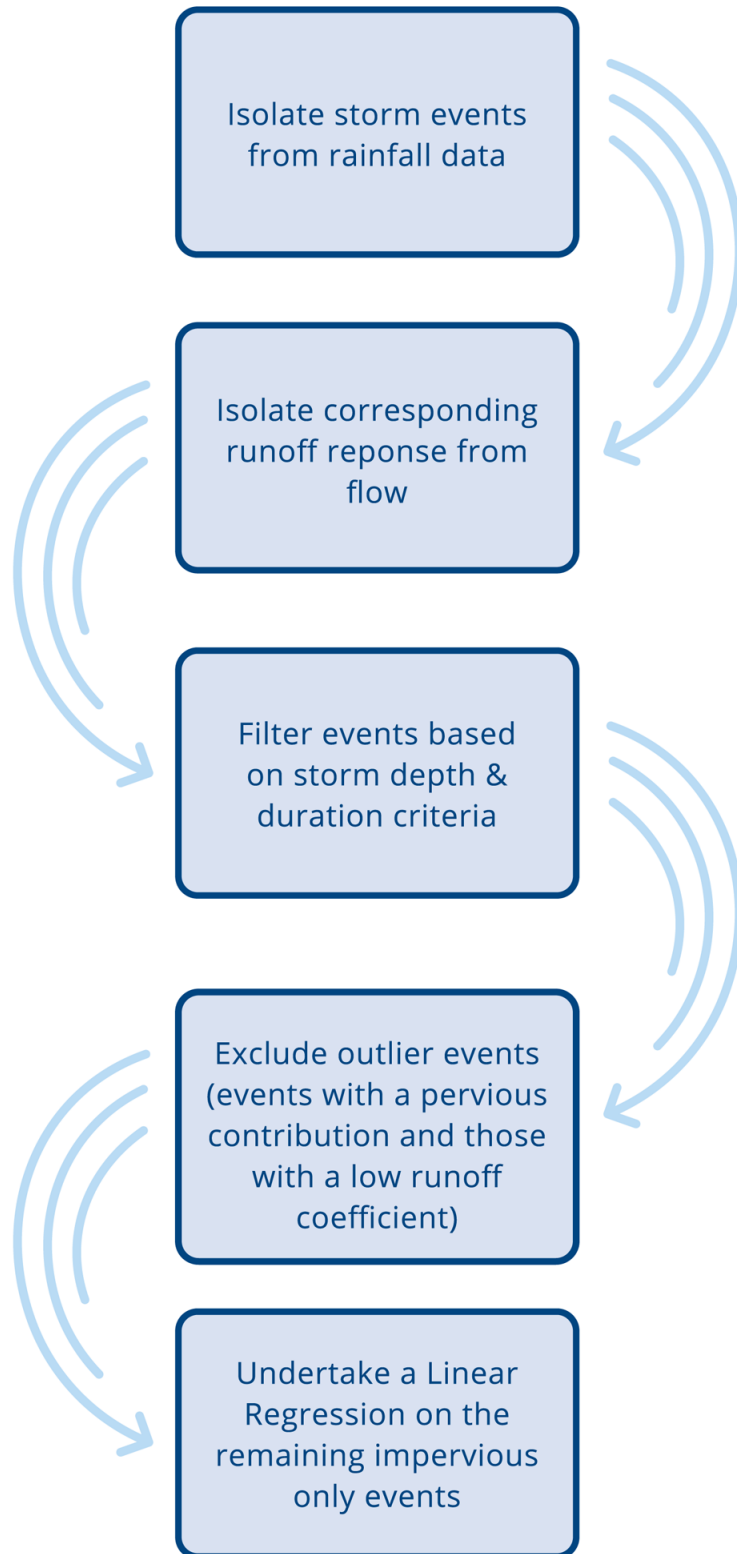 Isolate storm events
from rainfall data
Isolate corresponding
runoff reponse from
flow
Filter events based
on storm depth &
duration criteria
Exclude outlier events
(events with a pervious
contribution and those
with a low runoff
coefficient)
Undertake a Linear
Regression on the
remaining impervious
only events